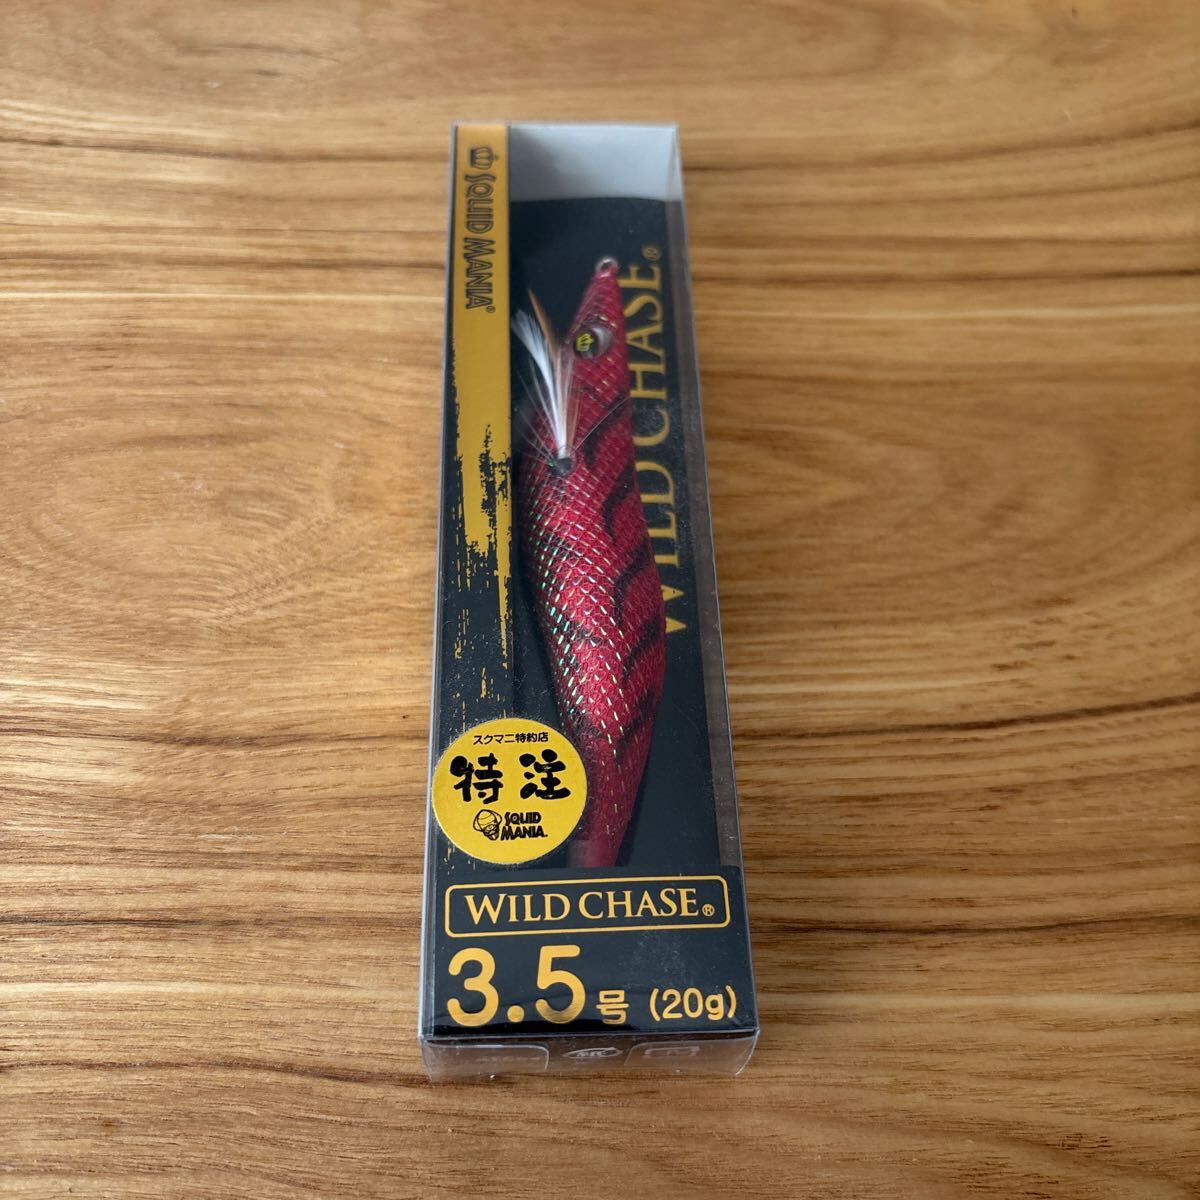 SQUID MANIA®
WILD CHASE®
スクマニ特約店
特注
SQUID
MANIA.
WILD CHASE®
3.5号 (20g)